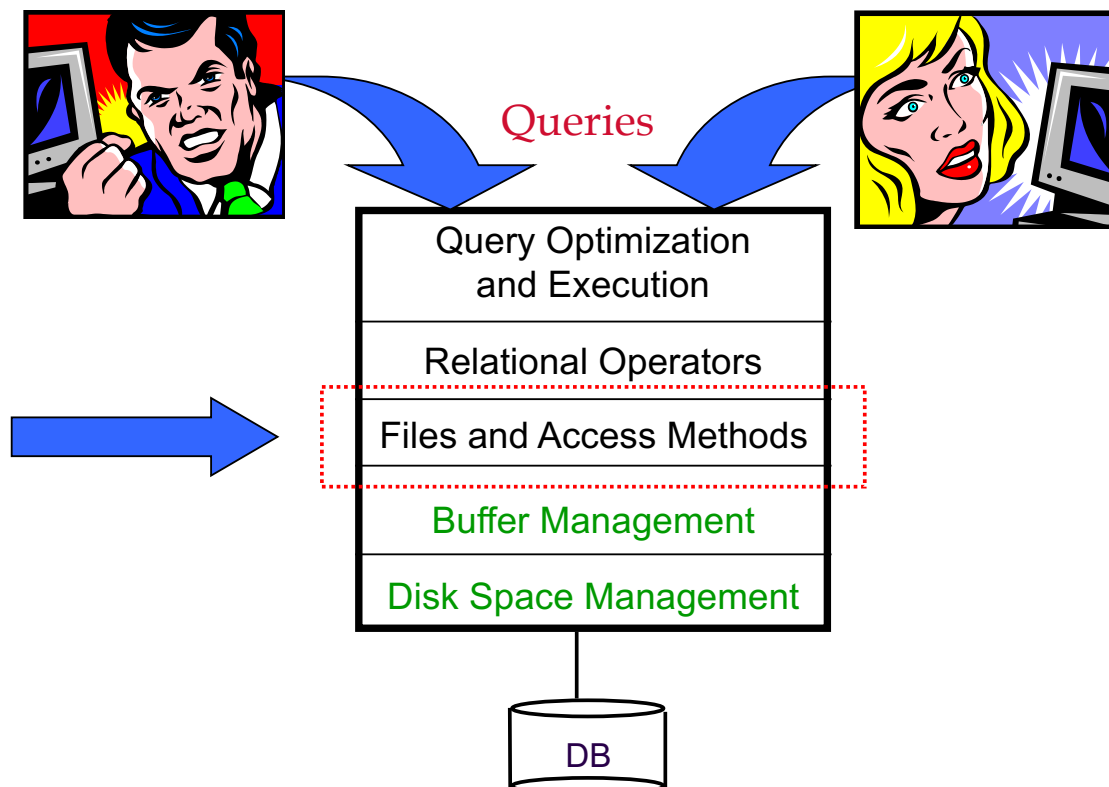 Queries
Query Optimization
and Execution
Relational Operators
Files and Access Methods
Buffer Management
Disk Space Management
DB